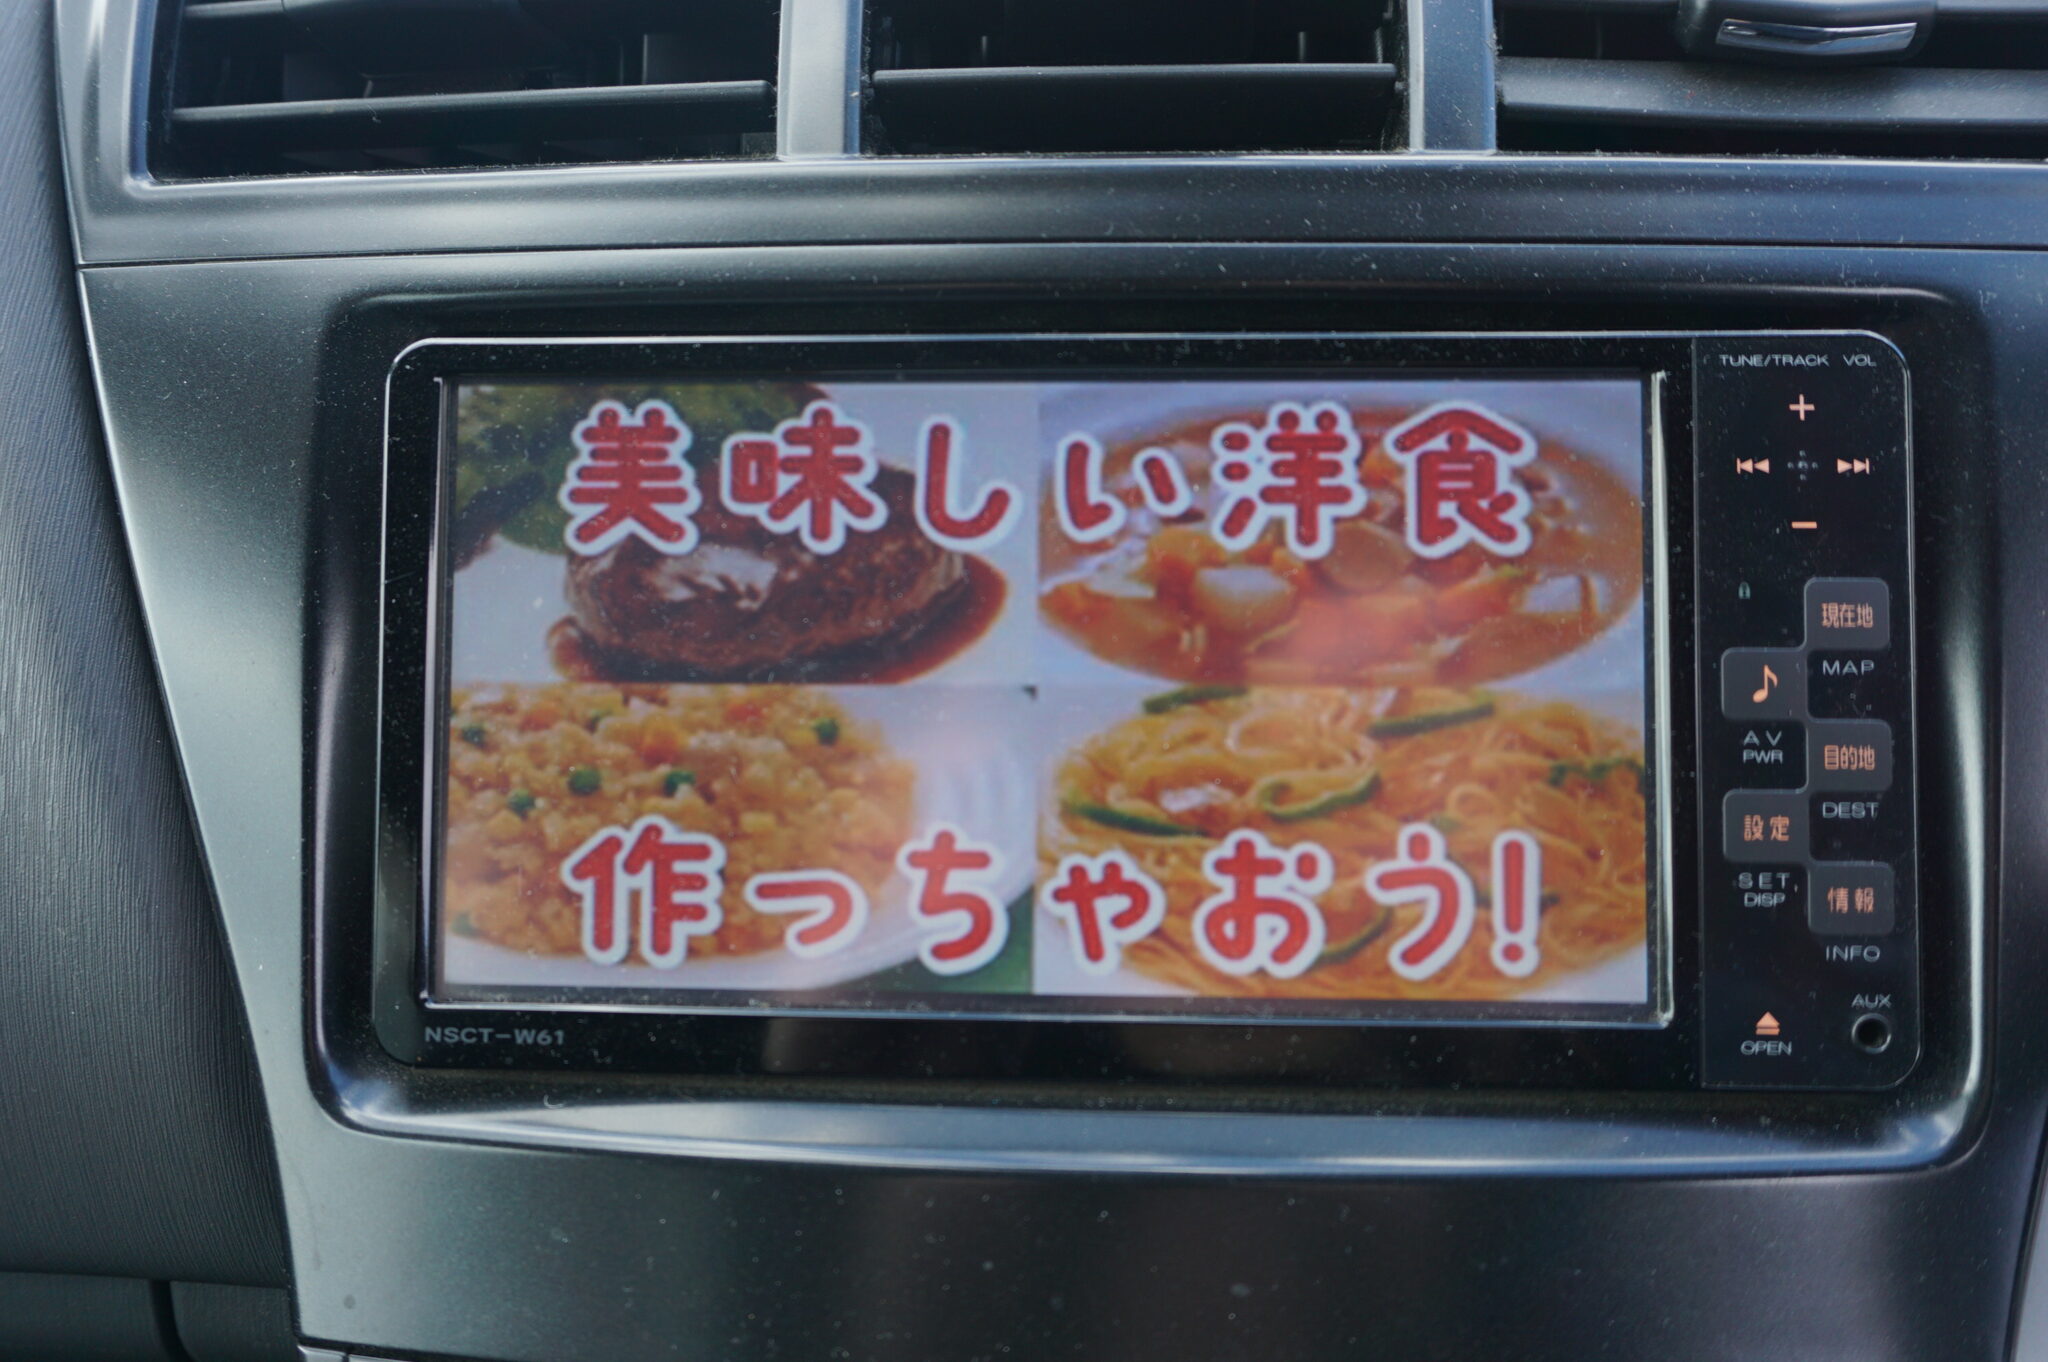 美味しい洋食
作っちゃおう!
NSCT-W61
TUNE/TRACK VOL
現在地
MAP
AV
PWR
目的地
DEST
設定
SET
DISP
情報
INFO
AUX
OPEN